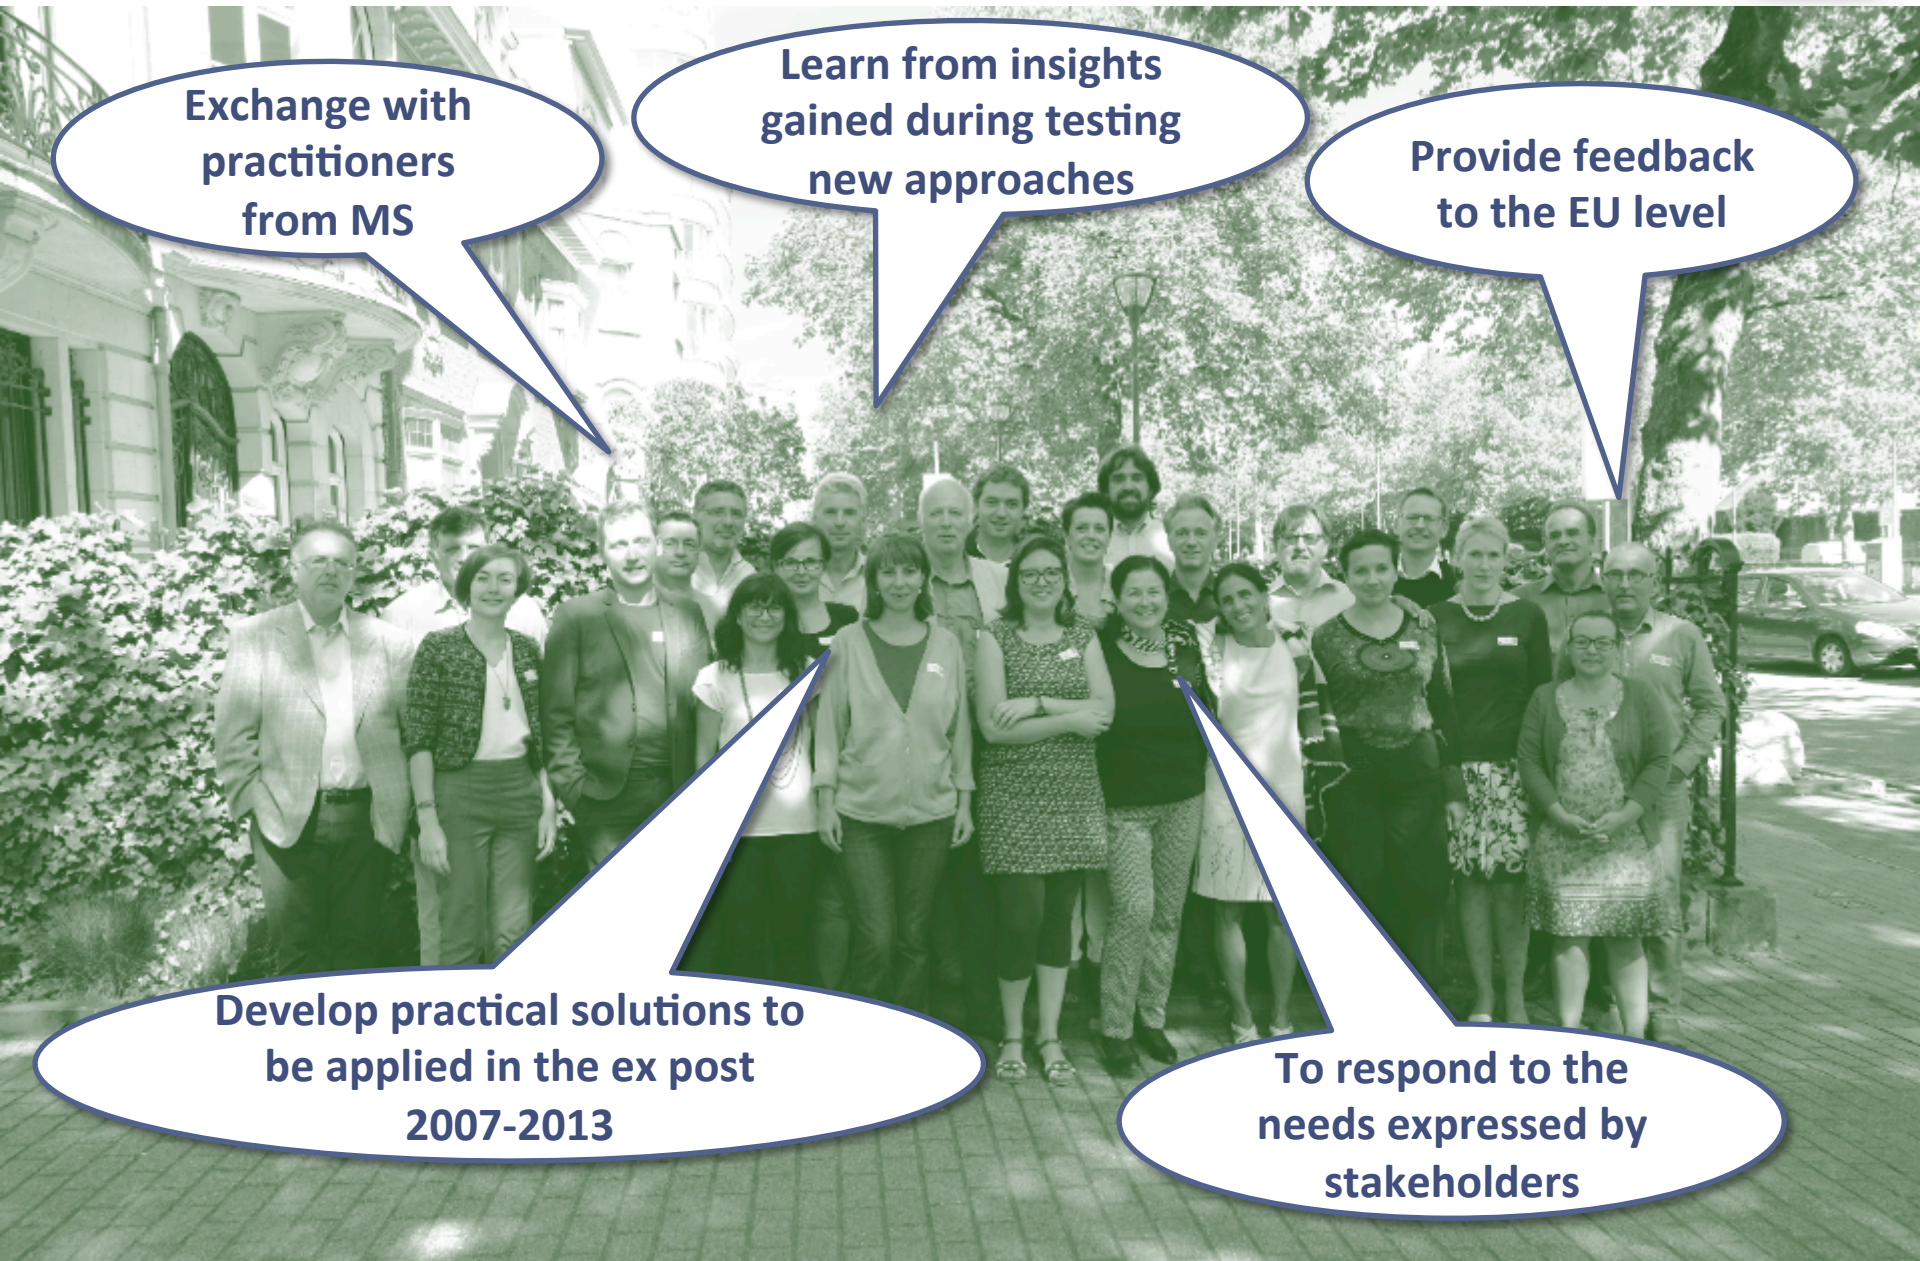 Exchange with
practitioners
from MS
Learn from insights
gained during testing
new approaches
Provide feedback
to the EU level
Develop practical solutions to
be applied in the ex post
2007-2013
To respond to the
needs expressed by
stakeholders